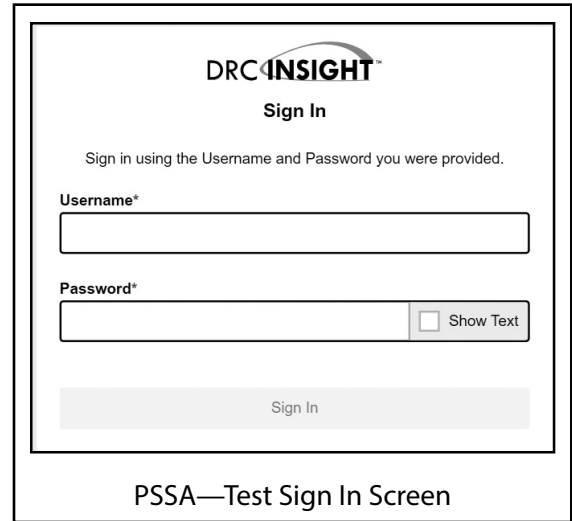 DRC INSIGHT™
Sign In
Sign in using the Username and Password you were provided.
Username*
Password*
Show Text
Sign In
PSSA—Test Sign In Screen